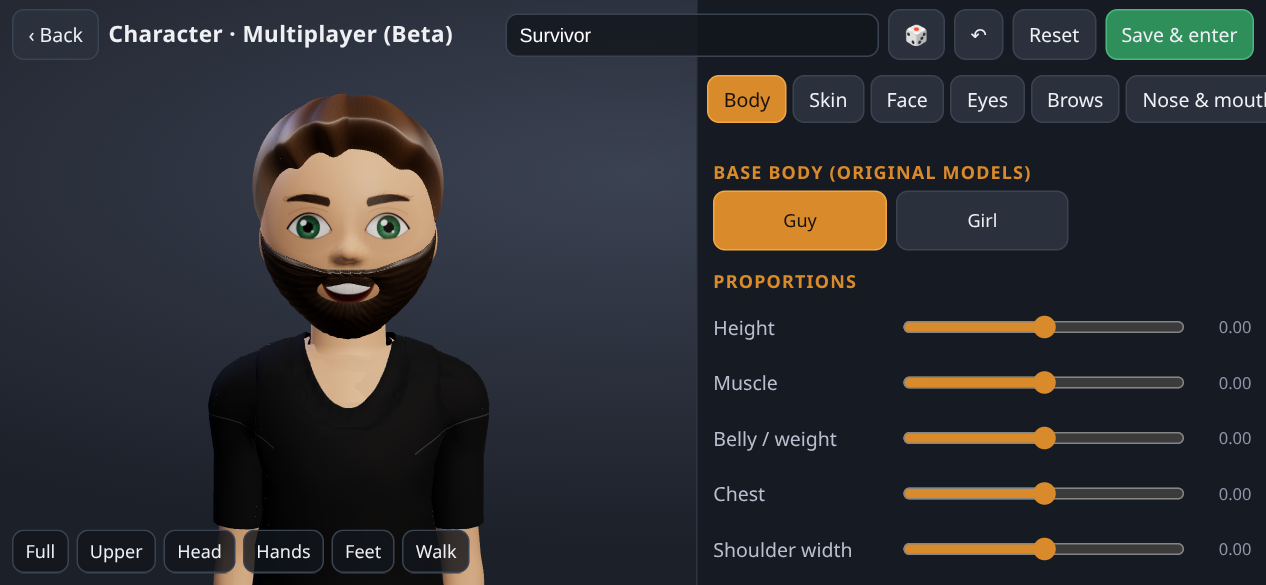 ‹ Back
Character · Multiplayer (Beta)
Survivor
↶
Reset
Save & enter
Body
Skin
Face
Eyes
Brows
Nose & mouth
BASE BODY (ORIGINAL MODELS)
Guy
Girl
PROPORTIONS
Height 0.00
Muscle 0.00
Belly / weight 0.00
Chest 0.00
Shoulder width 0.00
Full
Upper
Head
Hands
Feet
Walk